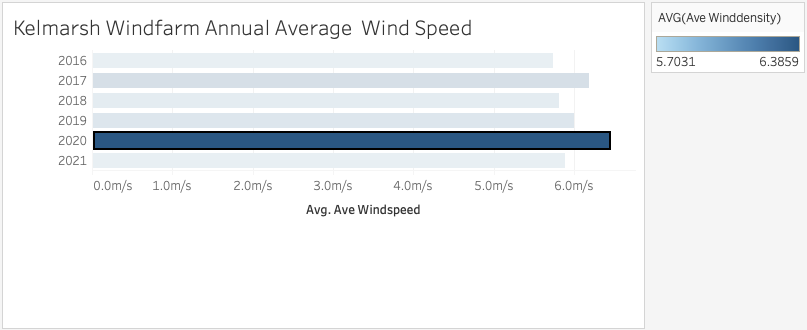 Kelmarsh Windfarm Annual Average  Wind Speed
2016
2017
2018
2019
2020
2021
0.0m/s 1.0m/s 2.0m/s 3.0m/s 4.0m/s 5.0m/s 6.0m/s
Avg. Ave Windspeed
AVG(Ave Winddensity)
5.7031 6.3859